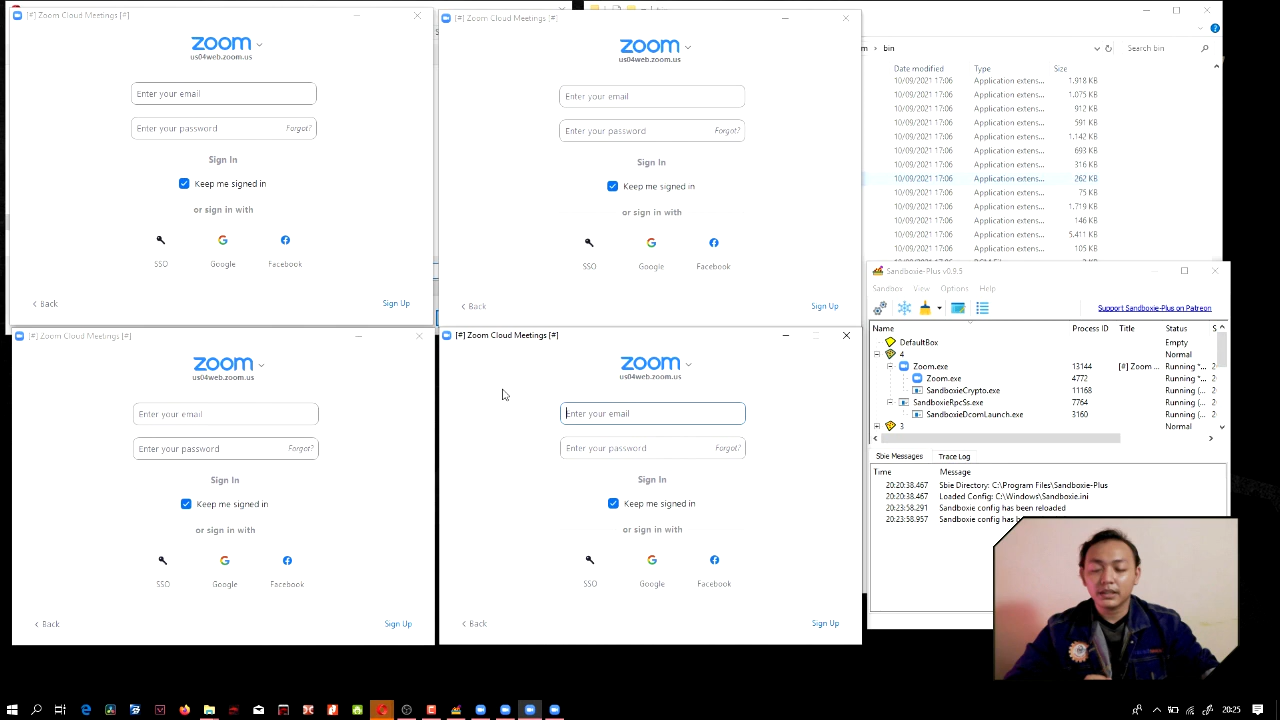 [#] Zoom Cloud Meetings [#]
zoom
us04web.zoom.us
Enter your email
Enter your password Forgot?
Sign In
Keep me signed in
or sign in with
SSO Google Facebook
Back Sign Up
[#] Zoom Cloud Meetings [#]
zoom
us04web.zoom.us
Enter your email
Enter your password Forgot?
Sign In
Keep me signed in
or sign in with
SSO Google Facebook
Back Sign Up
[#] Zoom Cloud Meetings [#]
zoom
us04web.zoom.us
Enter your email
Enter your password Forgot?
Sign In
Keep me signed in
or sign in with
SSO Google Facebook
Back Sign Up
[#] Zoom Cloud Meetings [#]
zoom
us04web.zoom.us
Enter your email
Enter your password Forgot?
Sign In
Keep me signed in
or sign in with
SSO Google Facebook
Back Sign Up
bin Search bin
Date modified Type Size
10/09/2021 17:06 Application extens... 1.918 KB
10/09/2021 17:06 Application extens... 1.075 KB
10/09/2021 17:06 Application extens... 912 KB
10/09/2021 17:06 Application extens... 591 KB
10/09/2021 17:06 Application extens... 1.142 KB
10/09/2021 17:06 Application extens... 693 KB
10/09/2021 17:06 Application extens... 316 KB
10/09/2021 17:06 Application extens... 262 KB
10/09/2021 17:06 Application extens... 75 KB
10/09/2021 17:06 Application extens... 1.719 KB
10/09/2021 17:06 Application extens... 146 KB
10/09/2021 17:06 Application extens... 5.411 KB
10/09/2021 17:06 Application extens... 105 KB
Sandboxie-Plus v0.9.5
Sandbox View Options Help
Support Sandboxie-Plus on Patreon
Name Process ID Title Status S
DefaultBox Empty
4 Normal
Zoom.exe 13144 [#] Zoom ... Running *... 2
Zoom.exe 4772 Running *... 2
SandboxieCrypto.exe 11168 Running (... 2
SandboxieRpcSs.exe 7764 Running (... 2
SandboxieDcomLaunch.exe 3160 Running (... 2
3 Normal
Sbie Messages Trace Log
Time Message
20:20:38.467 Sbie Directory: C:\Program Files\Sandboxie-Plus
20:20:38.467 Loaded Config: C:\Windows\Sandboxie.ini
20:23:58.291 Sandboxie config has been reloaded
20:23:58.957 Sandboxie config has
20:25